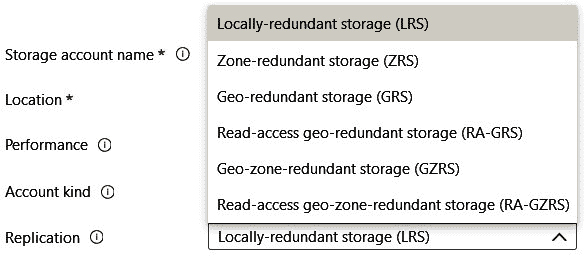 Locally-redundant storage (LRS)
Storage account name *
Zone-redundant storage (ZRS)
Location *
Geo-redundant storage (GRS)
Performance
Read-access geo-redundant storage (RA-GRS)
Geo-zone-redundant storage (GZRS)
Account kind
Read-access geo-zone-redundant storage (RA-GZRS)
Replication
Locally-redundant storage (LRS)